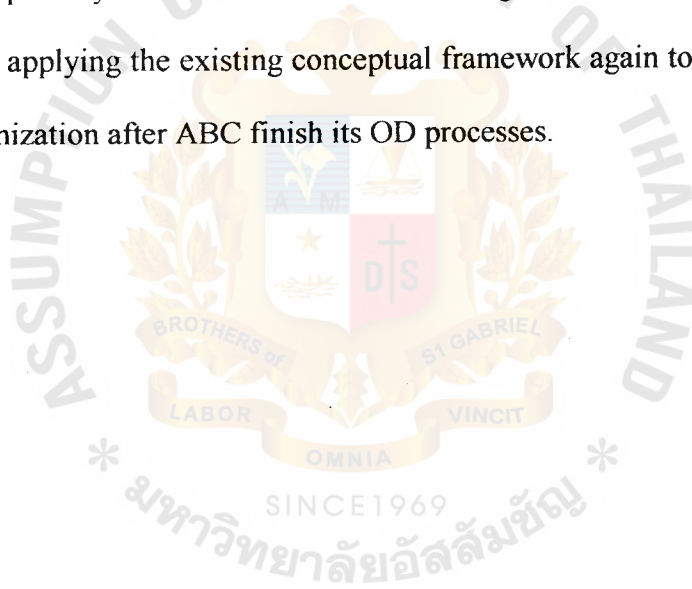 applying the existing conceptual framework again to
nization after ABC finish its OD processes.
ASSUMPTION OF THAILAND
A M
D S
BROTHERS of ST GABRIEL
LABOR
VINCIT
OMNIA
SINCE1969
* มหาวิทยาลัยอัสสัมชัญ *